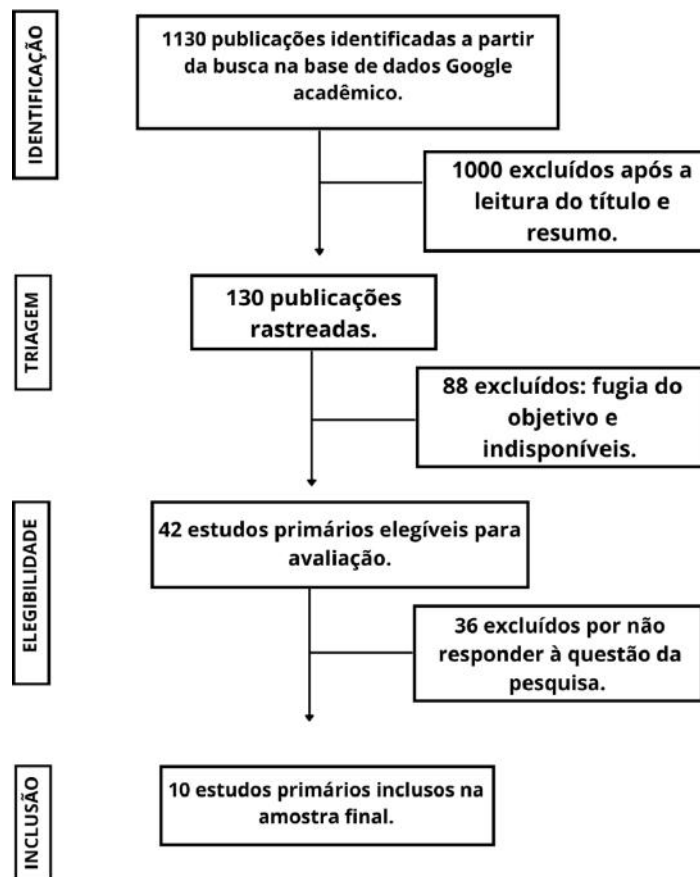 IDENTIFICAÇÃO
1130 publicações identificadas a partir
da busca na base de dados Google
acadêmico.
1000 excluídos após a
leitura do título e
resumo.
TRIAGEM
130 publicações
rastreadas.
88 excluídos: fugia do
objetivo e
indisponíveis.
ELEGIBILIDADE
42 estudos primários elegíveis para
avaliação.
36 excluídos por não
responder à questão da
pesquisa.
INCLUSÃO
10 estudos primários inclusos na
amostra final.